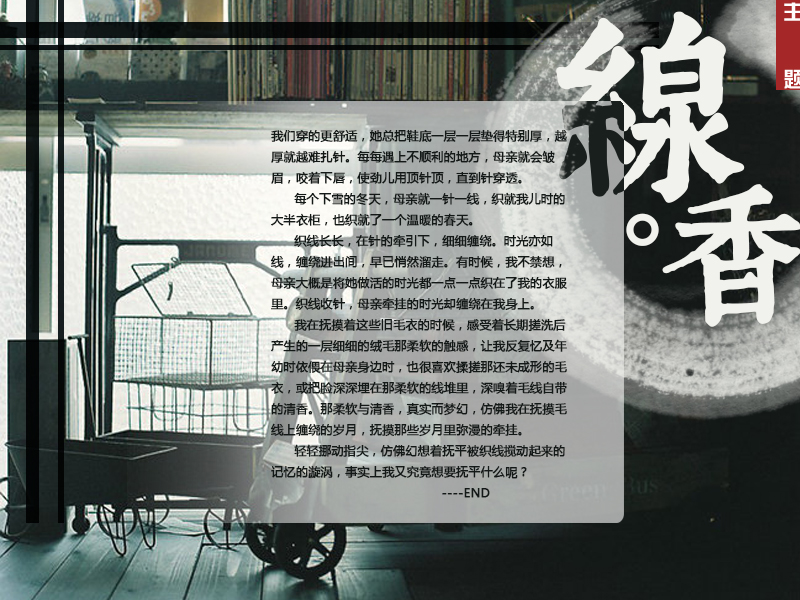 主
题
線
香
我们穿的更舒适，她总把鞋底一层一层垫得特别厚，越
厚就越难扎针。每每遇上不顺利的地方，母亲就会皱
眉，咬着下唇，使劲儿用顶针顶，直到针穿透。
每个下雪的冬天，母亲就一针一线，织就我儿时的
大半衣柜，也织就了一个温暖的春天。
织线长长，在针的牵引下，细细缠绕。时光亦如
线，缠绕进出间，早已悄然溜走。有时候，我不禁想，
母亲大概是将她做活的时光都一点一点织在了我的衣服
里。织线收针，母亲牵挂的时光却缠绕在我身上。
我在抚摸着这些旧毛衣的时候，感受着长期搓洗后
产生的一层细细的绒毛那柔软的触感，让我反复忆及年
幼时依偎在母亲身边时，也很喜欢揉搓那还未成形的毛
衣，或把脸深深埋在那柔软的线堆里，深嗅着毛线自带
的清香。那柔软与清香，真实而梦幻，仿佛我在抚摸毛
线上缠绕的岁月，抚摸那些岁月里弥漫的牵挂。
轻轻挪动指尖，仿佛幻想着抚平被织线搅动起来的
记忆的漩涡，事实上我又究竟想要抚平什么呢？
----END
Green Bus